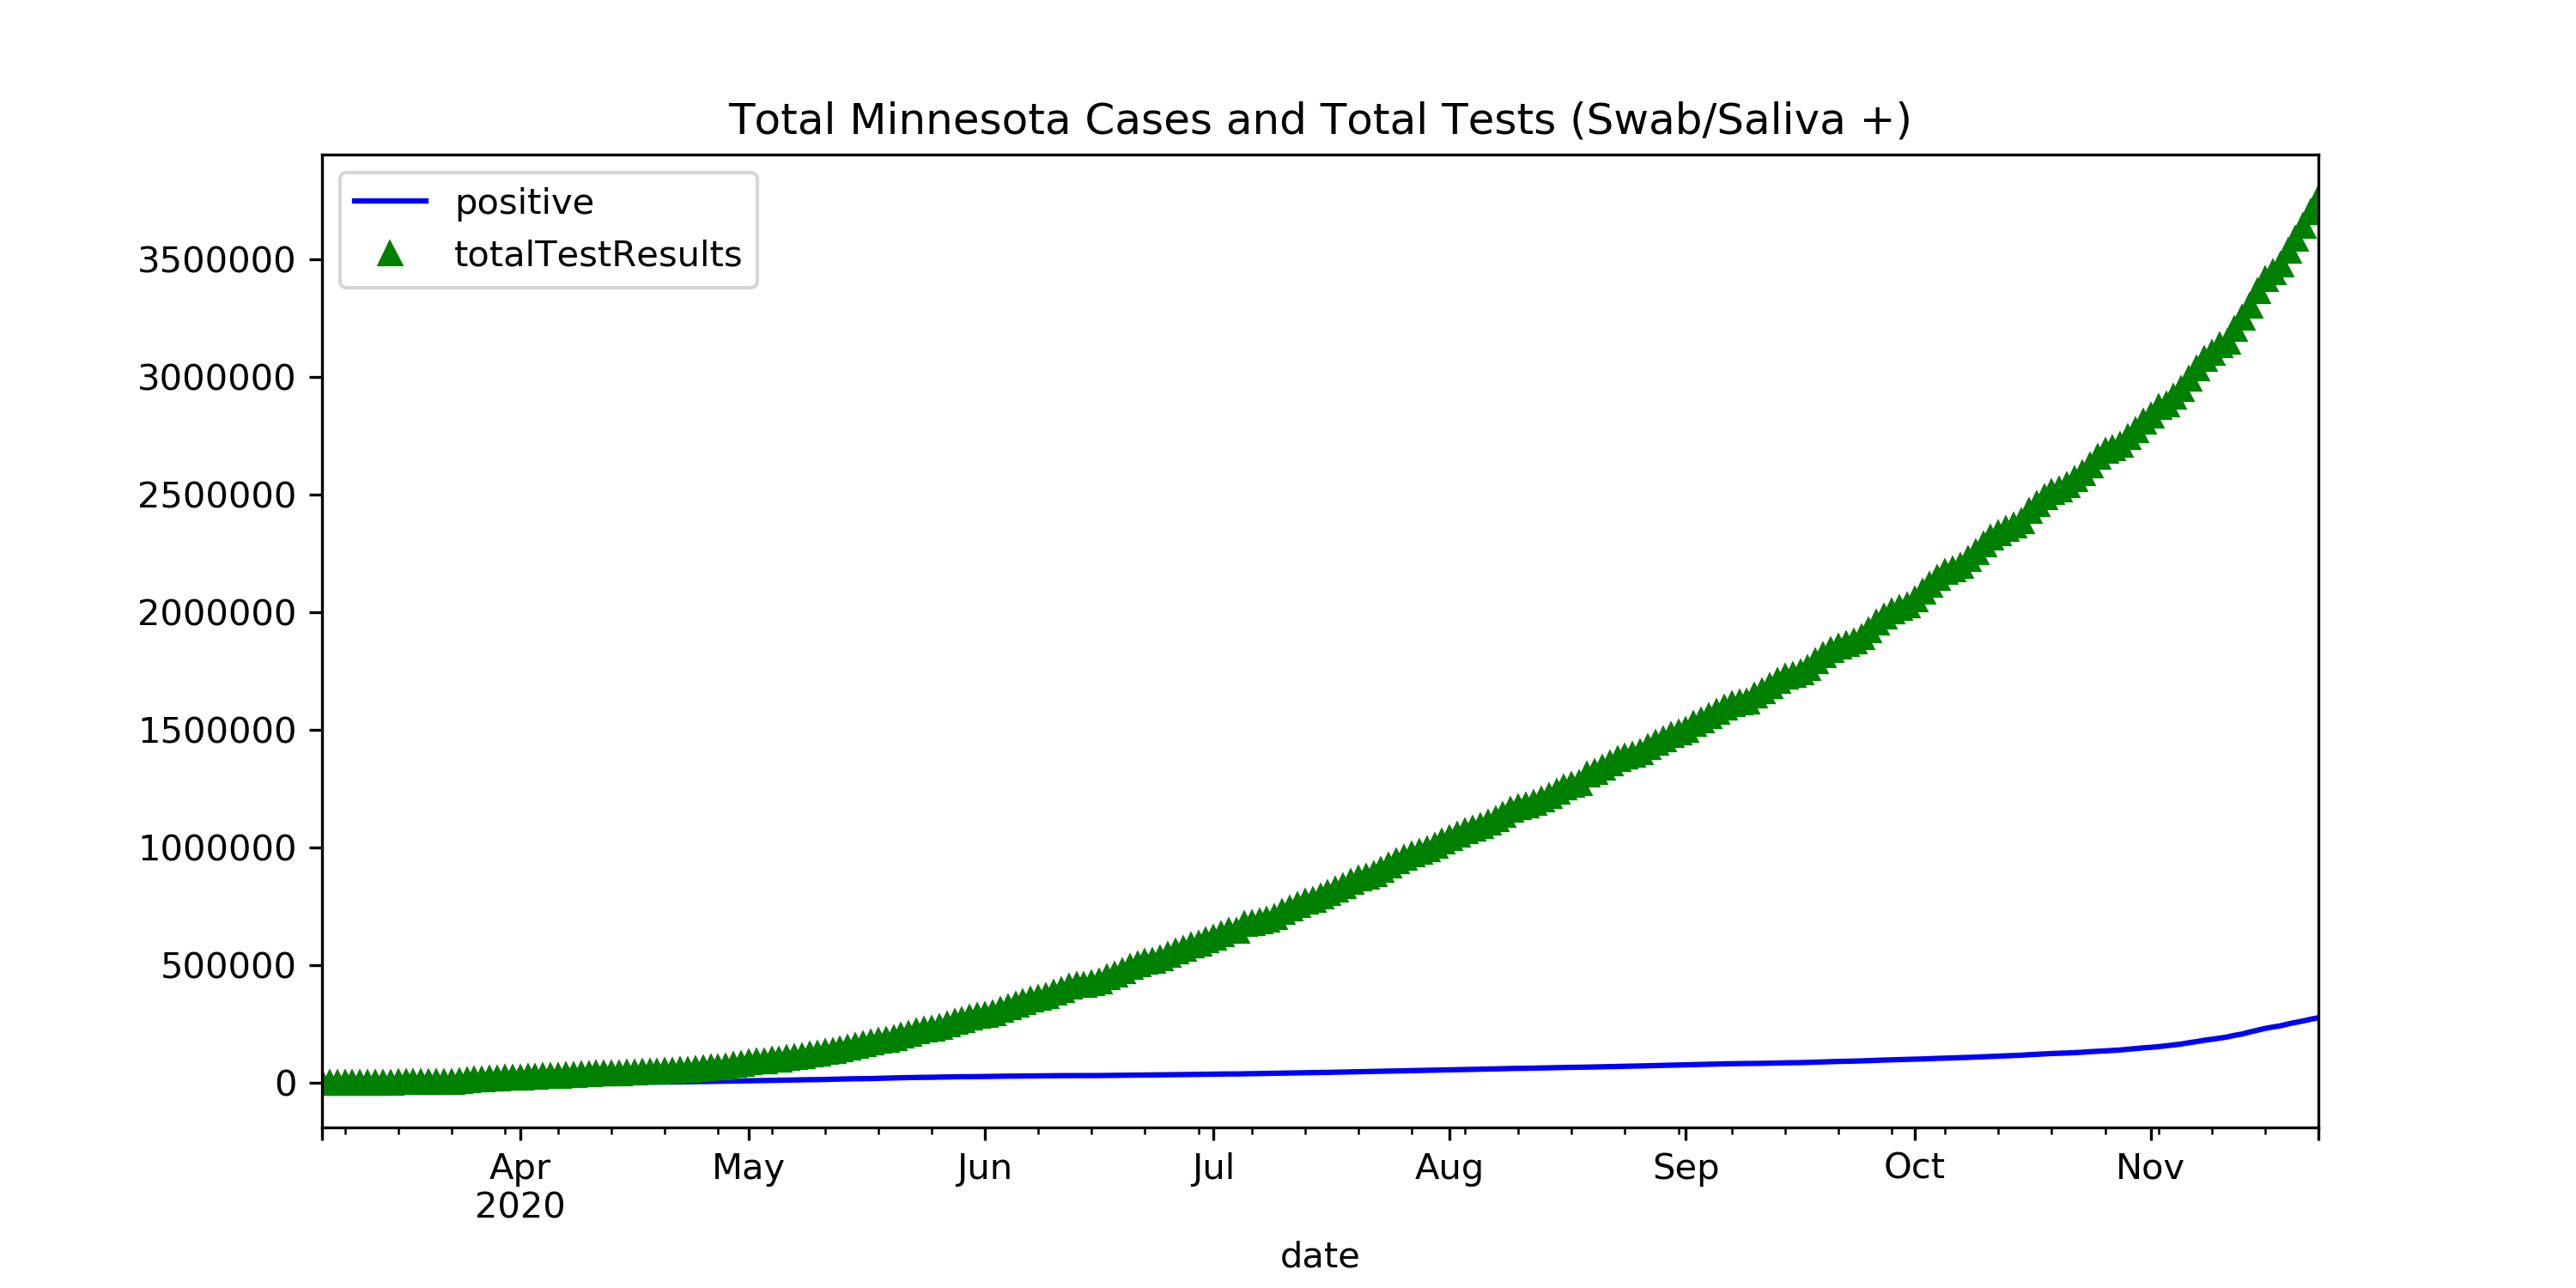 Total Minnesota Cases and Total Tests (Swab/Saliva +)
positive
totalTestResults
3500000
3000000
2500000
2000000
1500000
1000000
500000
0
Apr May Jun Jul Aug Sep Oct Nov
2020
date